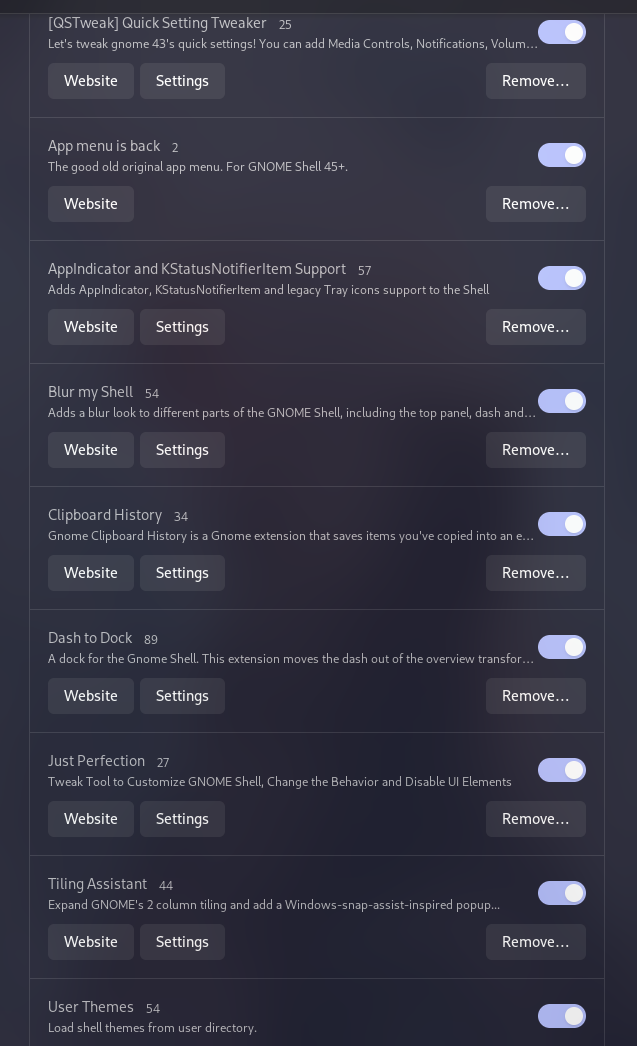 [QSTweak] Quick Setting Tweaker 25
Let's tweak gnome 43's quick settings! You can add Media Controls, Notifications, Volum...
Website Settings Remove...
App menu is back 2
The good old original app menu. For GNOME Shell 45+.
Website Remove...
AppIndicator and KStatusNotifierItem Support 57
Adds AppIndicator, KStatusNotifierItem and legacy Tray icons support to the Shell
Website Settings Remove...
Blur my Shell 54
Adds a blur look to different parts of the GNOME Shell, including the top panel, dash and...
Website Settings Remove...
Clipboard History 34
Gnome Clipboard History is a Gnome extension that saves items you've copied into an e...
Website Settings Remove...
Dash to Dock 89
A dock for the Gnome Shell. This extension moves the dash out of the overview transfor...
Website Settings Remove...
Just Perfection 27
Tweak Tool to Customize GNOME Shell, Change the Behavior and Disable UI Elements
Website Settings Remove...
Tiling Assistant 44
Expand GNOME's 2 column tiling and add a Windows-snap-assist-inspired popup...
Website Settings Remove...
User Themes 54
Load shell themes from user directory.